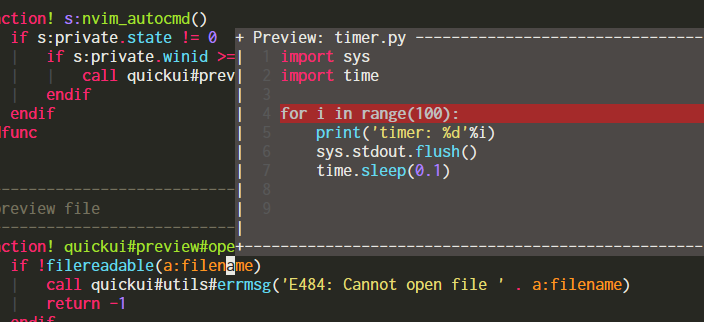 ction! s:nvim_autocmd()
if s:private.state != 0
if s:private.winid >=
call quickui#prev
endif
endif
dfunc
review file
ction! quickui#preview#ope
if !filereadable(a:filename)
call quickui#utils#errmsg('E484: Cannot open file ' . a:filename)
return -1
endif
+ Preview: timer.py --------------------------------
1 import sys
2 import time
3
4 for i in range(100):
5 print('timer: %d'%i)
6 sys.stdout.flush()
7 time.sleep(0.1)
8
9